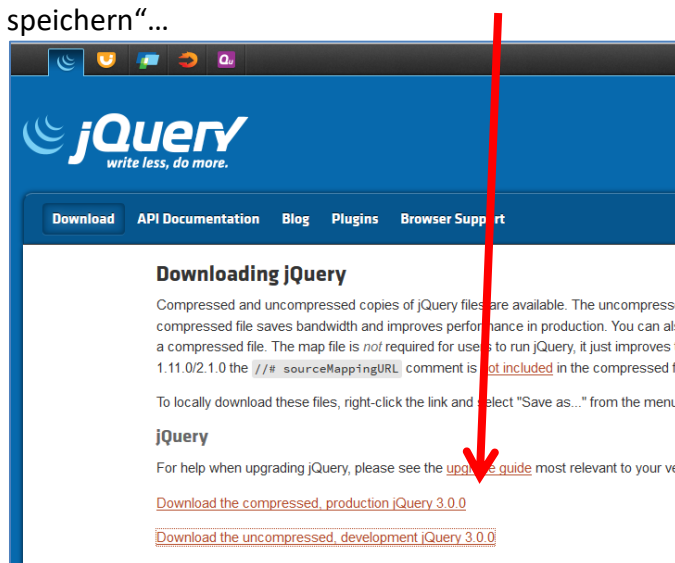 speichern“…
Qu
jQuery
write less, do more.
Download API Documentation Blog Plugins Browser Support
Downloading jQuery
Compressed and uncompressed copies of jQuery files are available. The uncompress
compressed file saves bandwidth and improves performance in production. You can al
a compressed file. The map file is not required for users to run jQuery, it just improves
1.11.0/2.1.0 the //# sourceMappingURL comment is not included in the compressed f
To locally download these files, right-click the link and select "Save as..." from the menu
jQuery
For help when upgrading jQuery, please see the upgrade guide most relevant to your ve
Download the compressed, production jQuery 3.0.0
Download the uncompressed, development jQuery 3.0.0